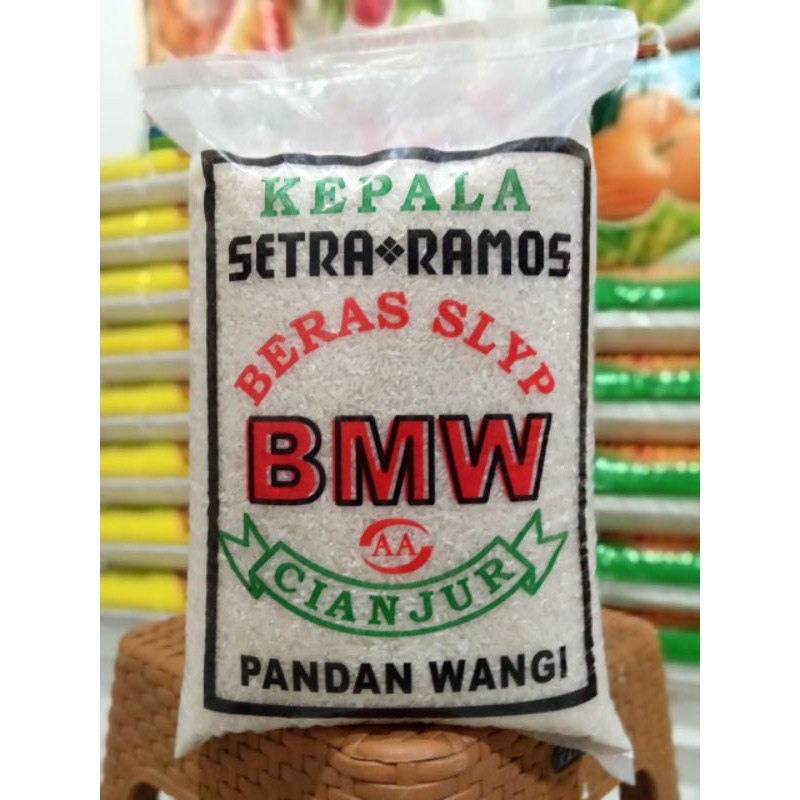 KEPALA
SETRA❖RAMOS
BERAS SLYP
BMW
AA
CIANJUR
PANDAN WANGI